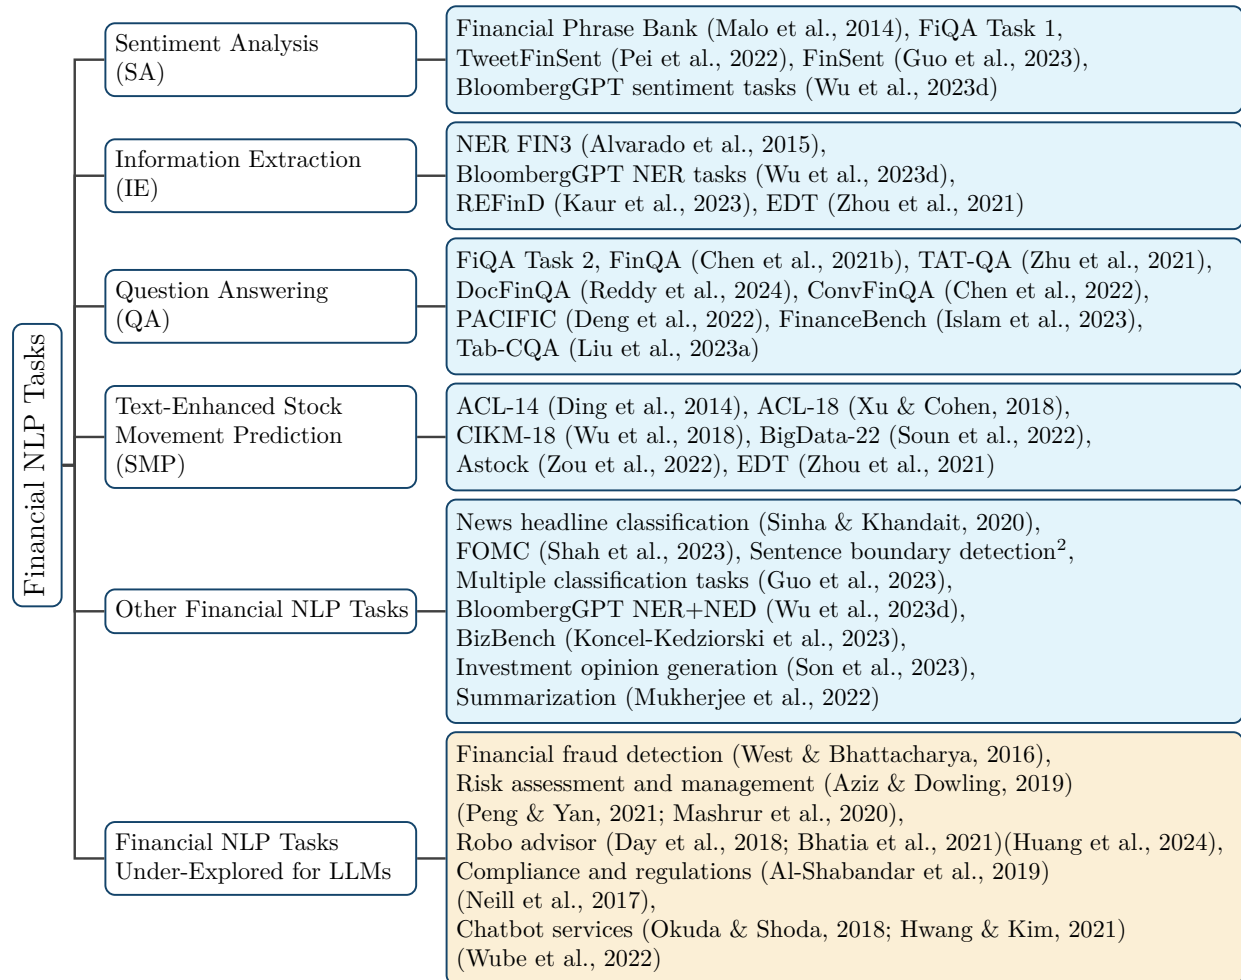 Financial NLP Tasks
Sentiment Analysis
(SA)
Financial Phrase Bank (Malo et al., 2014), FiQA Task 1,
TweetFinSent (Pei et al., 2022), FinSent (Guo et al., 2023),
BloombergGPT sentiment tasks (Wu et al., 2023d)
Information Extraction
(IE)
NER FIN3 (Alvarado et al., 2015),
BloombergGPT NER tasks (Wu et al., 2023d),
REFinD (Kaur et al., 2023), EDT (Zhou et al., 2021)
Question Answering
(QA)
FiQA Task 2, FinQA (Chen et al., 2021b), TAT-QA (Zhu et al., 2021),
DocFinQA (Reddy et al., 2024), ConvFinQA (Chen et al., 2022),
PACIFIC (Deng et al., 2022), FinanceBench (Islam et al., 2023),
Tab-CQA (Liu et al., 2023a)
Text-Enhanced Stock
Movement Prediction
(SMP)
ACL-14 (Ding et al., 2014), ACL-18 (Xu & Cohen, 2018),
CIKM-18 (Wu et al., 2018), BigData-22 (Soun et al., 2022),
Astock (Zou et al., 2022), EDT (Zhou et al., 2021)
Other Financial NLP Tasks
News headline classification (Sinha & Khandait, 2020),
FOMC (Shah et al., 2023), Sentence boundary detection²,
Multiple classification tasks (Guo et al., 2023),
BloombergGPT NER+NED (Wu et al., 2023d),
BizBench (Koncel-Kedziorski et al., 2023),
Investment opinion generation (Son et al., 2023),
Summarization (Mukherjee et al., 2022)
Financial NLP Tasks
Under-Explored for LLMs
Financial fraud detection (West & Bhattacharya, 2016),
Risk assessment and management (Aziz & Dowling, 2019)
(Peng & Yan, 2021; Mashrur et al., 2020),
Robo advisor (Day et al., 2018; Bhatia et al., 2021)(Huang et al., 2024),
Compliance and regulations (Al-Shabandar et al., 2019)
(Neill et al., 2017),
Chatbot services (Okuda & Shoda, 2018; Hwang & Kim, 2021)
(Wube et al., 2022)